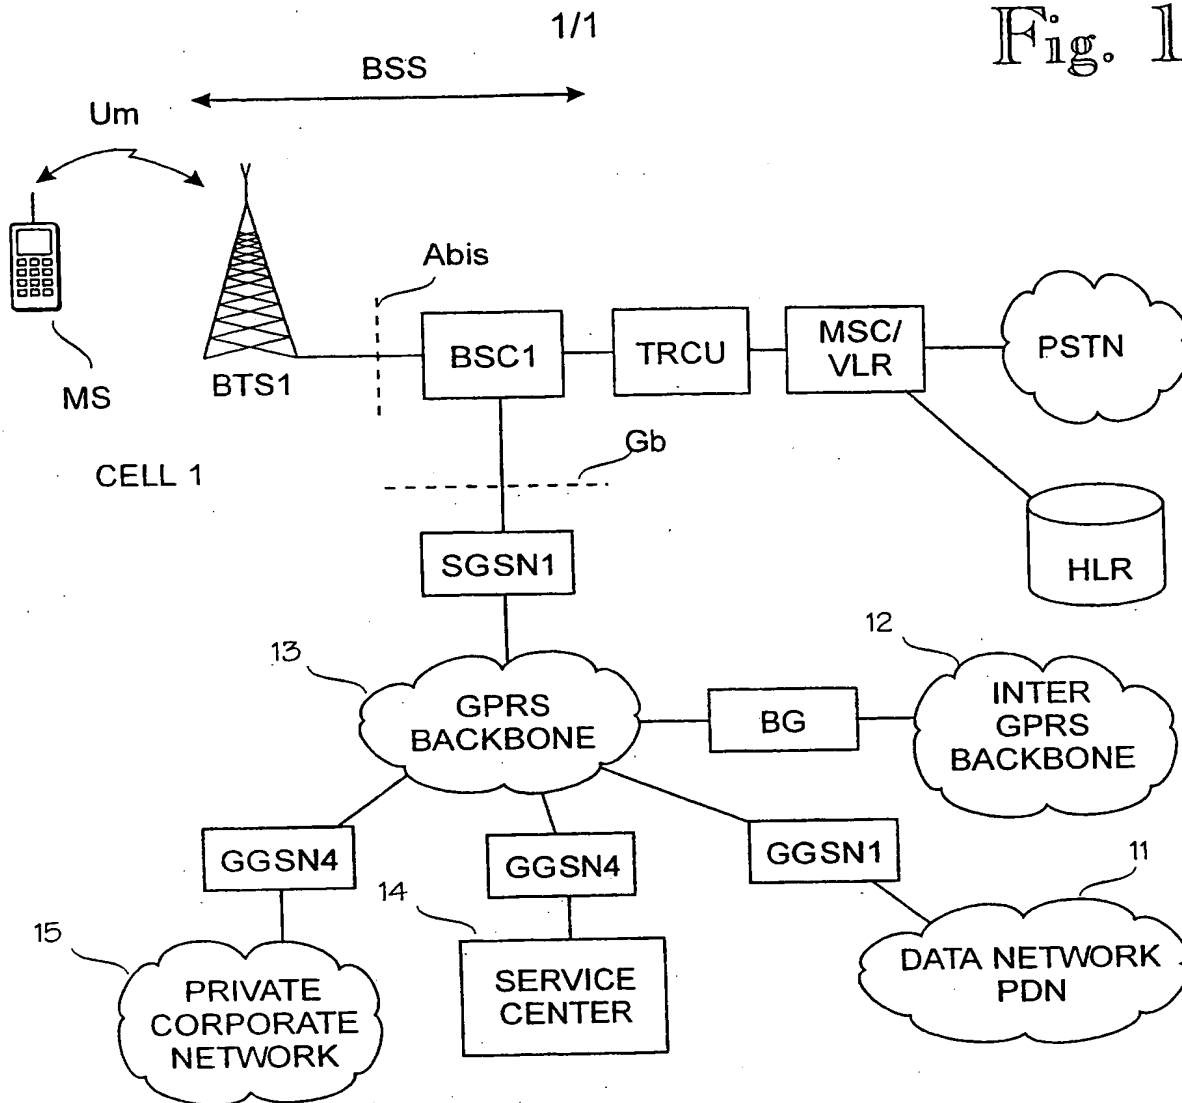 1/1
Fig. 1
BSS
Um
Abis
BSC1
TRCU
MSC/
VLR
PSTN
MS
BTS1
CELL 1
Gb
SGSN1
HLR
13
12
GPRS
BACKBONE
BG
INTER
GPRS
BACKBONE
GGSN4
GGSN4
GGSN1
11
14
15
PRIVATE
CORPORATE
NETWORK
SERVICE
CENTER
DATA NETWORK
PDN